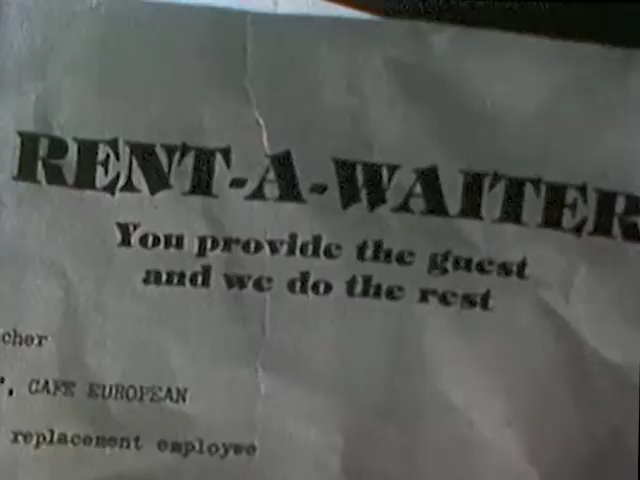 RENT-A-WAITER
You provide the guest
and we do the rest
cher
, CAFE EUROPEAN
replacement employee